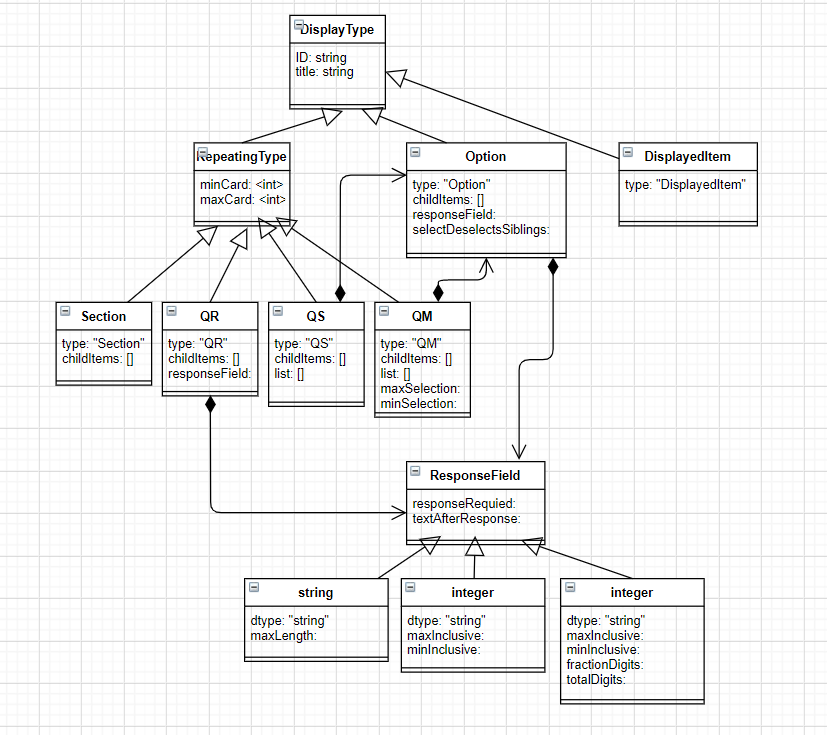 DisplayType
ID: string
title: string
RepeatingType
minCard: <int>
maxCard: <int>
Option
type: "Option"
childItems: []
responseField:
selectDeselectsSiblings:
DisplayedItem
type: "DisplayedItem"
Section
type: "Section"
childItems: []
QR
type: "QR"
childItems: []
responseField:
QS
type: "QS"
childItems: []
list: []
QM
type: "QM"
childItems: []
list: []
maxSelection:
minSelection:
ResponseField
responseRequied:
textAfterResponse:
string
dtype: "string"
maxLength:
integer
dtype: "string"
maxInclusive:
minInclusive:
integer
dtype: "string"
maxInclusive:
minInclusive:
fractionDigits:
totalDigits: